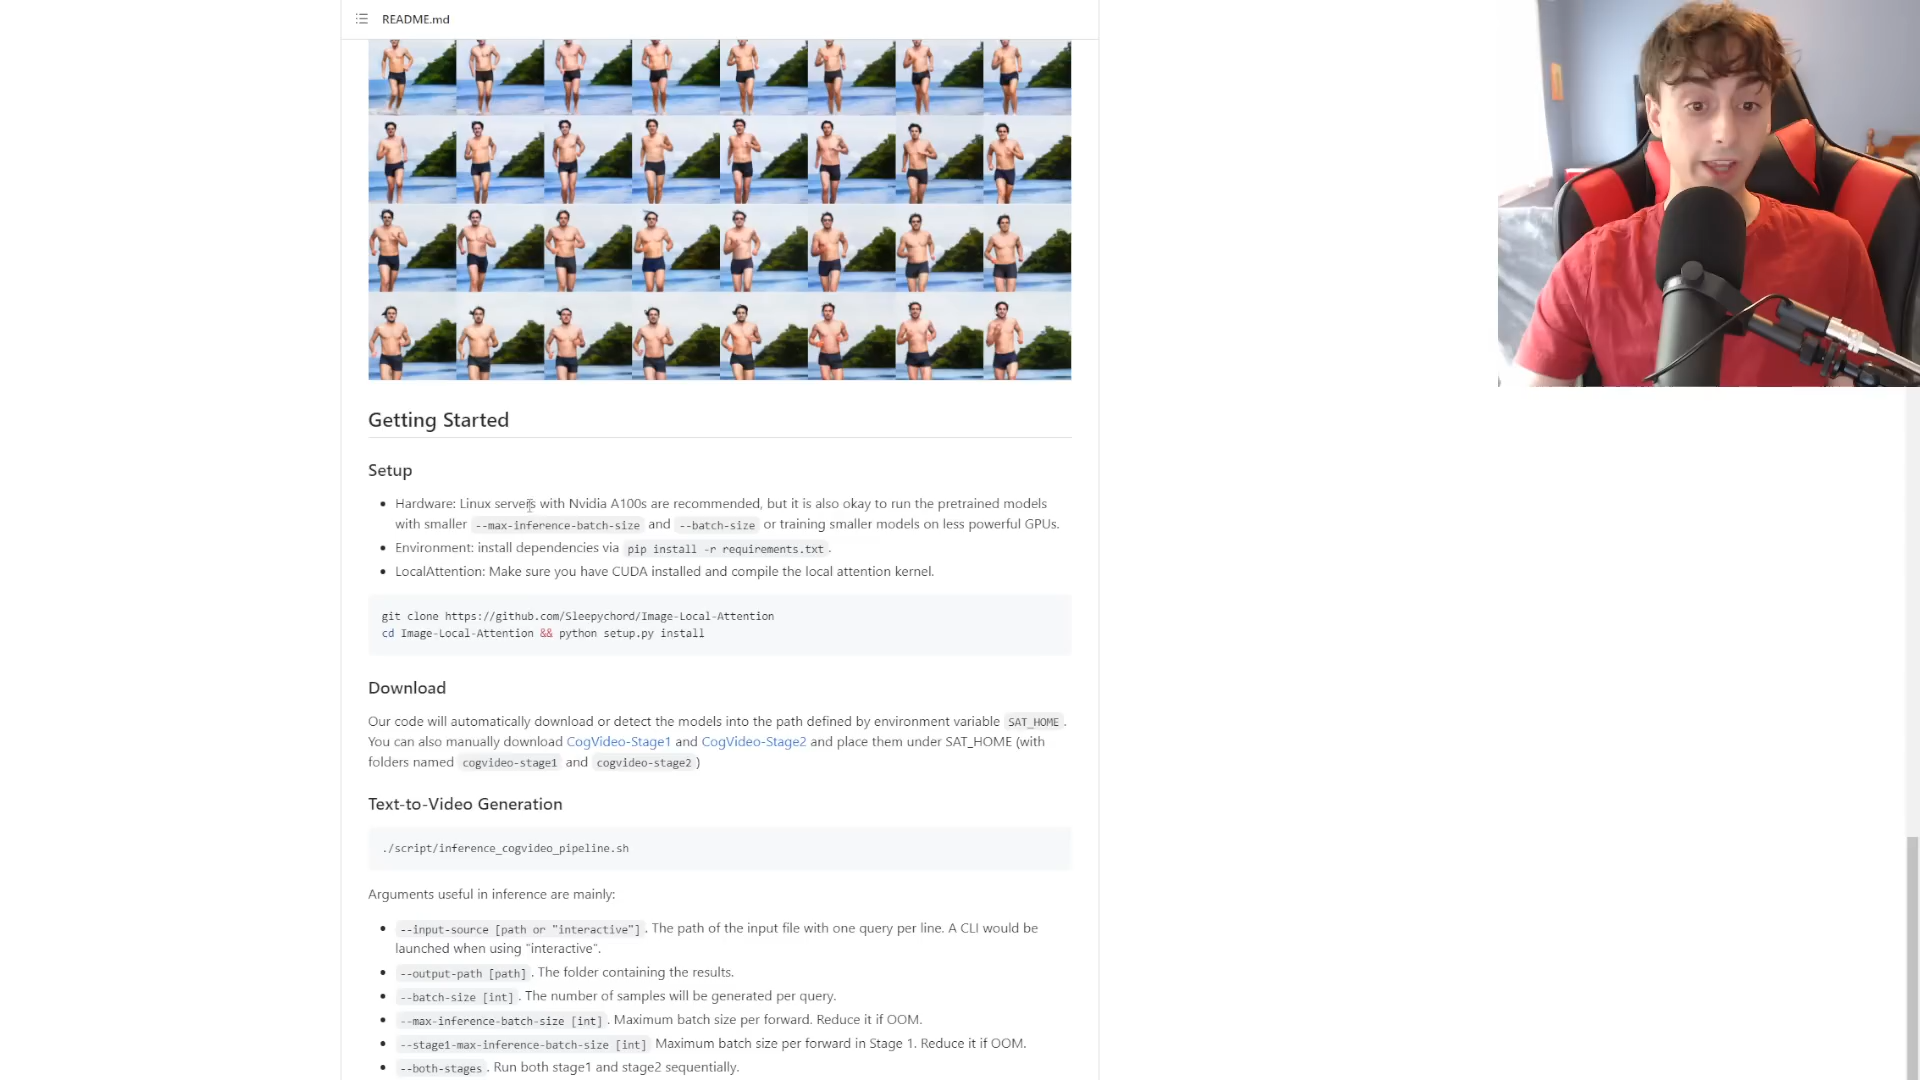 README.md
Getting Started
Setup
Hardware: Linux servers with Nvidia A100s are recommended, but it is also okay to run the pretrained models
with smaller --max-inference-batch-size and --batch-size or training smaller models on less powerful GPUs.
Environment: install dependencies via pip install -r requirements.txt.
LocalAttention: Make sure you have CUDA installed and compile the local attention kernel.
git clone https://github.com/Sleepychord/Image-Local-Attention
cd Image-Local-Attention && python setup.py install
Download
Our code will automatically download or detect the models into the path defined by environment variable SAT_HOME.
You can also manually download CogVideo-Stage1 and CogVideo-Stage2 and place them under SAT_HOME (with
folders named cogvideo-stage1 and cogvideo-stage2)
Text-to-Video Generation
./script/inference_cogvideo_pipeline.sh
Arguments useful in inference are mainly:
--input-source [path or "interactive"]. The path of the input file with one query per line. A CLI would be
launched when using "interactive".
--output-path [path]. The folder containing the results.
--batch-size [int]. The number of samples will be generated per query.
--max-inference-batch-size [int]. Maximum batch size per forward. Reduce it if OOM.
--stage1-max-inference-batch-size [int] Maximum batch size per forward in Stage 1. Reduce it if OOM.
--both-stages. Run both stage1 and stage2 sequentially.